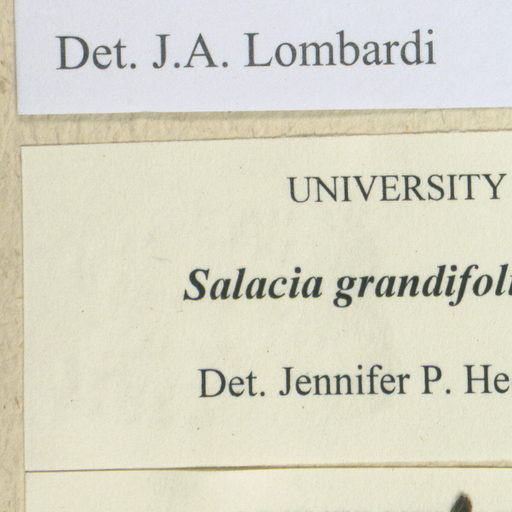 Det. J.A. Lombardi
UNIVERSITY
Salacia grandifoli
Det. Jennifer P. He